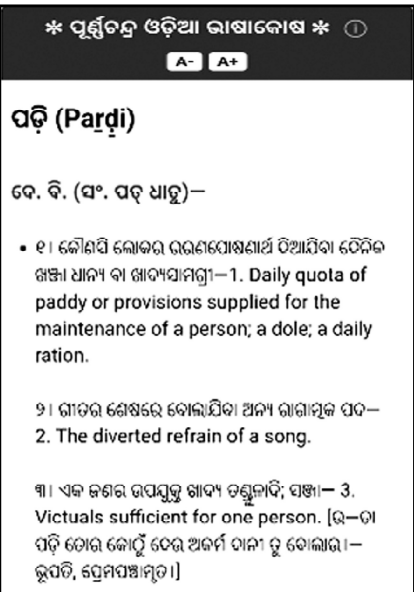 ✻ ପୂର୍ଣ୍ଣଚନ୍ଦ୍ର ଓଡ଼ିଆ ଭାଷାକୋଷ ✻ ⓘ
A- A+
ପଡ଼ି (Paṟḍi)
ଦେ. ବି. (ସଂ. ପଦ୍ ଧାତୁ)—
• ୧। କୌଣସି ଲୋକର ଭରଣପୋଷଣାର୍ଥ ଦିଆଯିବା ଦୈନିକ
ଖଞ୍ଜା ଧାନ୍ୟ ବା ଖାଦ୍ୟସାମଗ୍ରୀ—1. Daily quota of
paddy or provisions supplied for the
maintenance of a person; a dole; a daily
ration.
୨। ଗୀତର ଶେଷରେ ବୋଲାଯିବା ଅନ୍ୟ ରାଗାତ୍ମକ ପଦ—
2. The diverted refrain of a song.
୩। ଏକ ଜଣର ଉପଯୁକ୍ତ ଖାଦ୍ୟ ତଣ୍ଡୁଳାଦି; ସଞ୍ଜା— 3.
Victuals sufficient for one person. [ଉ—ତା
ପଡ଼ି ତୋର କୋଠୁଁ ଦେଉ ଅକର୍ମ ଦାନୀ ତୁ ବୋଲାଉ।—
ଭୂପତି, ପ୍ରେମପଞ୍ଚାମୃତ।]